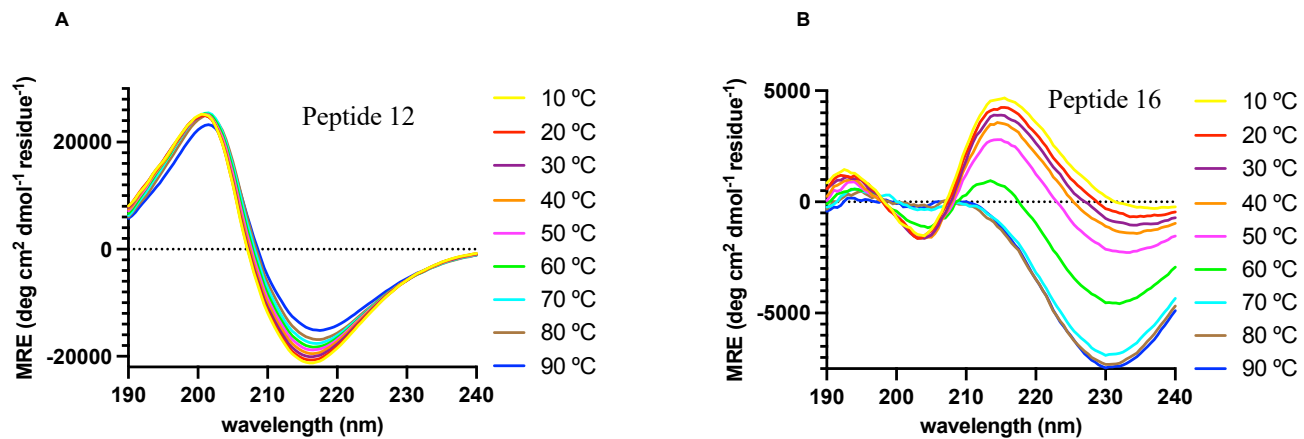 A
MRE (deg cm² dmol⁻¹ residue⁻¹)
20000
0
-20000
190 200 210 220 230 240
wavelength (nm)
Peptide 12
10 ºC
20 ºC
30 ºC
40 ºC
50 ºC
60 ºC
70 ºC
80 ºC
90 ºC
B
MRE (deg cm² dmol⁻¹ residue⁻¹)
5000
0
-5000
190 200 210 220 230 240
wavelength (nm)
Peptide 16
10 ºC
20 ºC
30 ºC
40 ºC
50 ºC
60 ºC
70 ºC
80 ºC
90 ºC